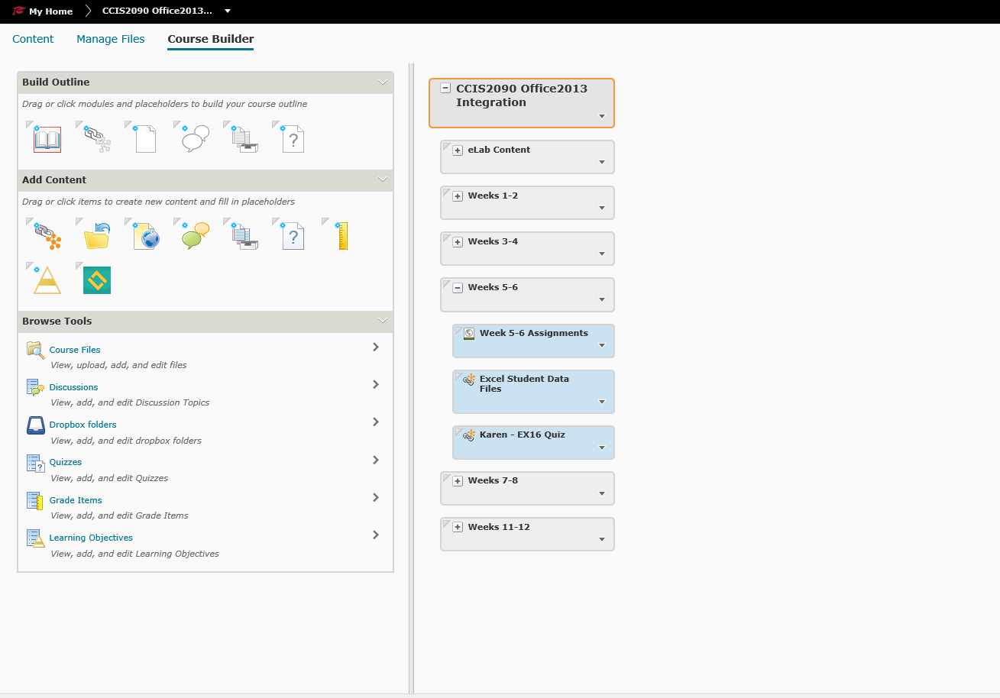 My Home
CCIS2090 Office2013...
Content
Manage Files
Course Builder
Build Outline
Drag or click modules and placeholders to build your course outline
?
Add Content
Drag or click items to create new content and fill in placeholders
?
Browse Tools
Course Files
View, upload, add, and edit files
Discussions
View, add, and edit Discussion Topics
Dropbox folders
View, add, and edit dropbox folders
?
Quizzes
View, add, and edit Quizzes
Grade Items
View, add, and edit Grade Items
Learning Objectives
View, add, and edit Learning Objectives
CCIS2090 Office2013
Integration
eLab Content
Weeks 1-2
Weeks 3-4
Weeks 5-6
Week 5-6 Assignments
Excel Student Data
Files
Karen - EX16 Quiz
Weeks 7-8
Weeks 11-12